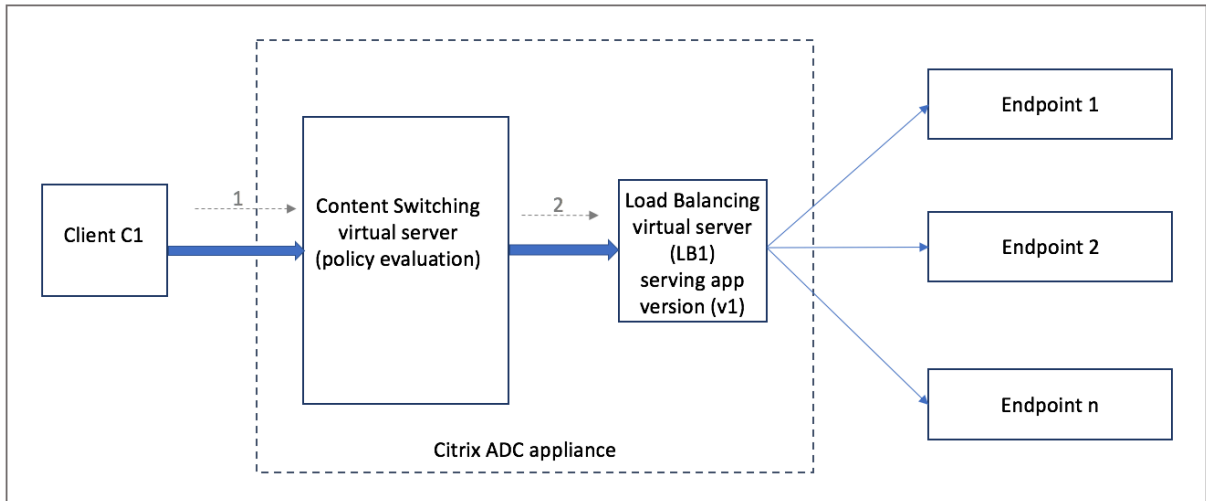 Client C1
1
Content Switching
virtual server
(policy evaluation)
2
Load Balancing
virtual server
(LB1)
serving app
version (v1)
Endpoint 1
Endpoint 2
Endpoint n
Citrix ADC appliance